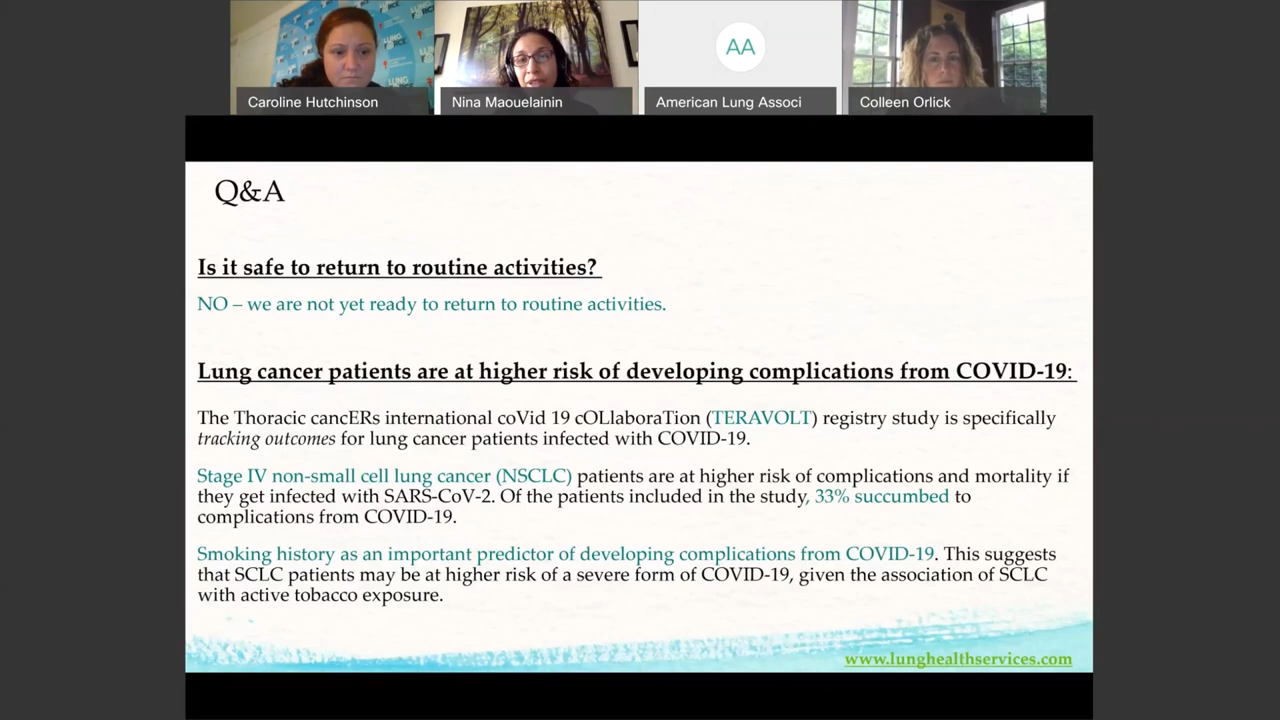 LUNG
FORCE
LUNG
AA
Caroline Hutchinson
Nina Maouelainin
American Lung Associ
Colleen Orlick
Q&A
Is it safe to return to routine activities?
NO – we are not yet ready to return to routine activities.
Lung cancer patients are at higher risk of developing complications from COVID-19:
The Thoracic cancERs international coVid 19 cOLlaboraTion (TERAVOLT) registry study is specifically
tracking outcomes for lung cancer patients infected with COVID-19.
Stage IV non-small cell lung cancer (NSCLC) patients are at higher risk of complications and mortality if
they get infected with SARS-CoV-2. Of the patients included in the study, 33% succumbed to
complications from COVID-19.
Smoking history as an important predictor of developing complications from COVID-19. This suggests
that SCLC patients may be at higher risk of a severe form of COVID-19, given the association of SCLC
with active tobacco exposure.
www.lunghealthservices.com